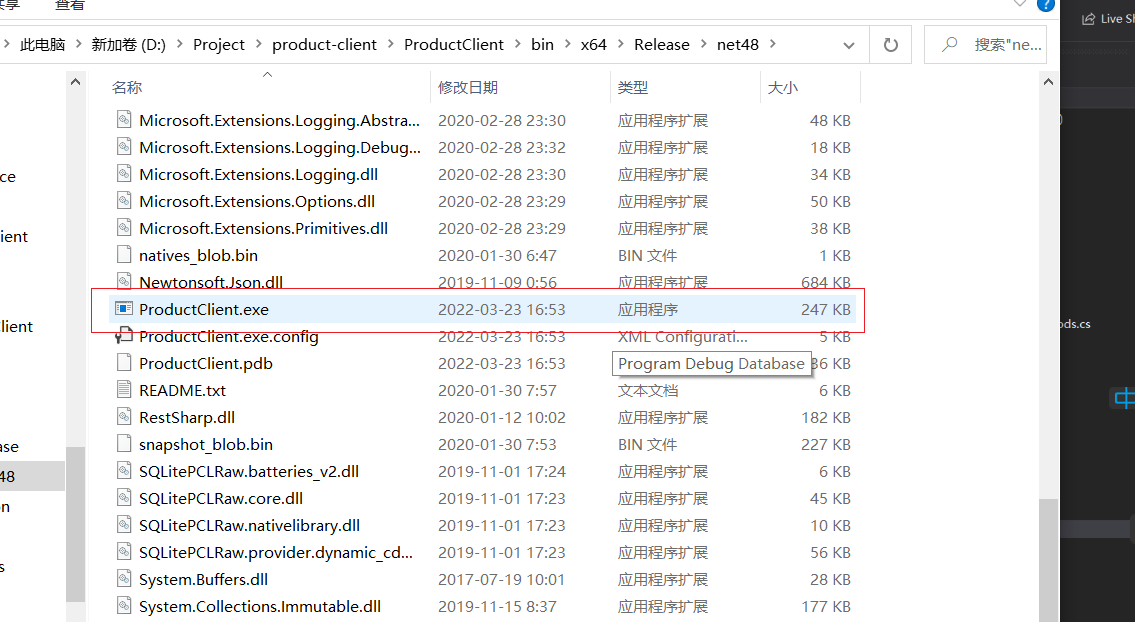 查看
Live Sh
此电脑 > 新加卷 (D:) > Project > product-client > ProductClient > bin > x64 > Release > net48 >
搜索"ne...
名称 修改日期 类型 大小
Microsoft.Extensions.Logging.Abstra... 2020-02-28 23:30 应用程序扩展 48 KB
Microsoft.Extensions.Logging.Debug... 2020-02-28 23:32 应用程序扩展 18 KB
Microsoft.Extensions.Logging.dll 2020-02-28 23:30 应用程序扩展 34 KB
Microsoft.Extensions.Options.dll 2020-02-28 23:29 应用程序扩展 50 KB
Microsoft.Extensions.Primitives.dll 2020-02-28 23:29 应用程序扩展 38 KB
natives_blob.bin 2020-01-30 6:47 BIN 文件 1 KB
Newtonsoft.Json.dll 2019-11-09 0:56 应用程序扩展 684 KB
ProductClient.exe 2022-03-23 16:53 应用程序 247 KB
ProductClient.exe.config 2022-03-23 16:53 XML Configurati... 5 KB
ProductClient.pdb 2022-03-23 16:53 Program Debug Database 36 KB
README.txt 2020-01-30 7:57 文本文档 6 KB
RestSharp.dll 2020-01-12 10:02 应用程序扩展 182 KB
snapshot_blob.bin 2020-01-30 7:53 BIN 文件 227 KB
SQLitePCLRaw.batteries_v2.dll 2019-11-01 17:24 应用程序扩展 6 KB
SQLitePCLRaw.core.dll 2019-11-01 17:23 应用程序扩展 45 KB
SQLitePCLRaw.nativelibrary.dll 2019-11-01 17:23 应用程序扩展 10 KB
SQLitePCLRaw.provider.dynamic_cd... 2019-11-01 17:23 应用程序扩展 56 KB
System.Buffers.dll 2017-07-19 10:01 应用程序扩展 28 KB
System.Collections.Immutable.dll 2019-11-15 8:37 应用程序扩展 177 KB
ce
ient
lient
ase
48
n
s
ods.cs